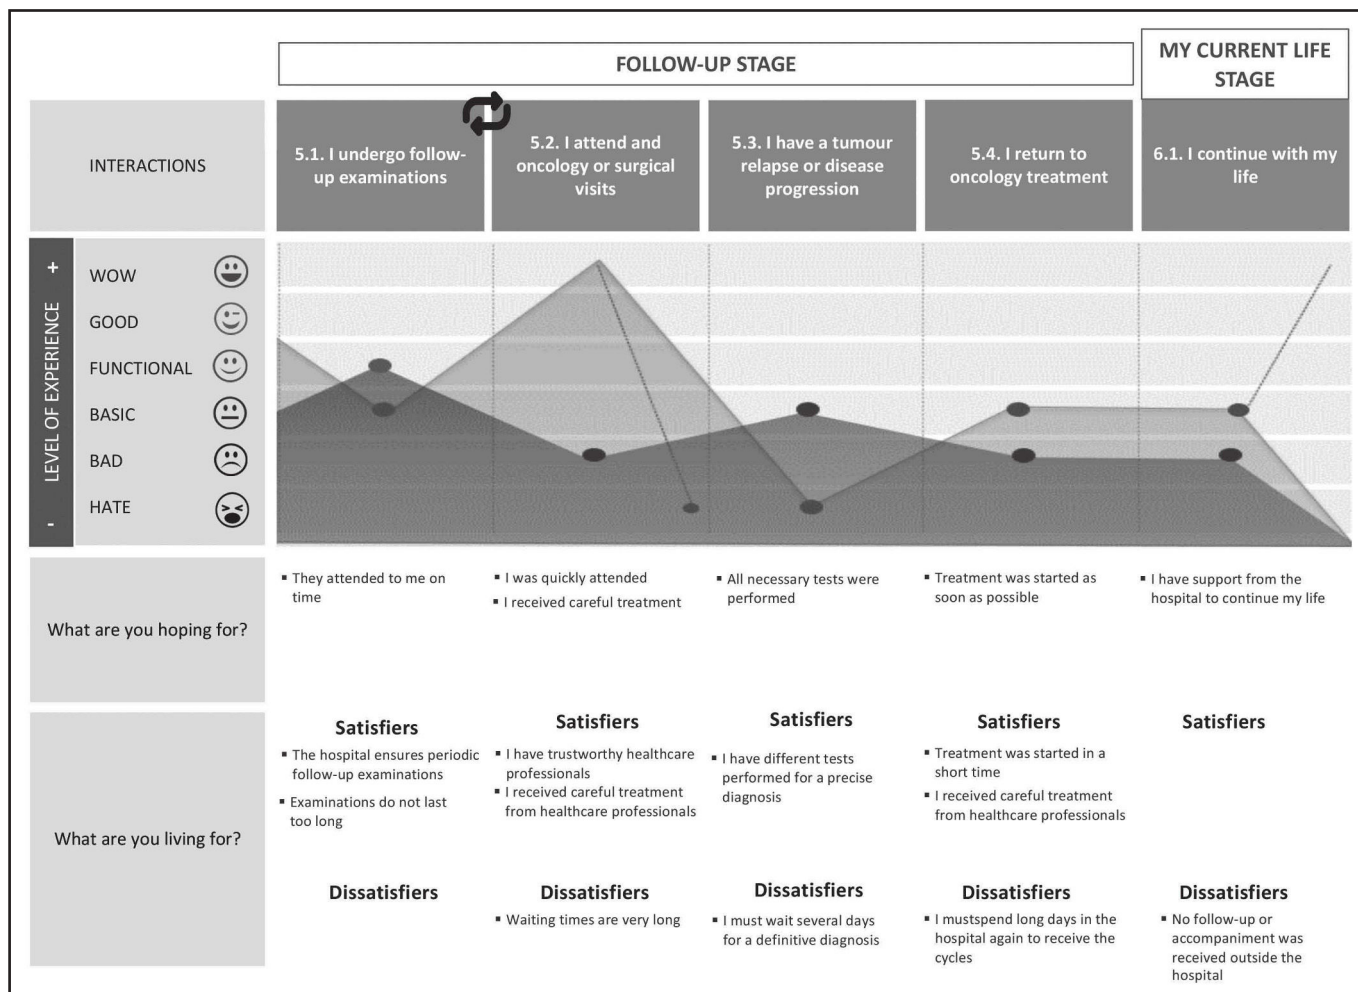 FOLLOW-UP STAGE
MY CURRENT LIFE
STAGE
INTERACTIONS
5.1. I undergo follow-
up examinations
5.2. I attend and
oncology or surgical
visits
5.3. I have a tumour
relapse or disease
progression
5.4. I return to
oncology treatment
6.1. I continue with my
life
LEVEL OF EXPERIENCE
+
-
WOW
GOOD
FUNCTIONAL
BASIC
BAD
HATE
What are you hoping for?
▪ They attended to me on
time
▪ I was quickly attended
▪ I received careful treatment
▪ All necessary tests were
performed
▪ Treatment was started as
soon as possible
▪ I have support from the
hospital to continue my life
What are you living for?
Satisfiers
▪ The hospital ensures periodic
follow-up examinations
▪ Examinations do not last
too long
Satisfiers
▪ I have trustworthy healthcare
professionals
▪ I received careful treatment
from healthcare professionals
Satisfiers
▪ I have different tests
performed for a precise
diagnosis
Satisfiers
▪ Treatment was started in a
short time
▪ I received careful treatment
from healthcare professionals
Satisfiers
Dissatisfiers
Dissatisfiers
▪ Waiting times are very long
Dissatisfiers
▪ I must wait several days
for a definitive diagnosis
Dissatisfiers
▪ I mustspend long days in the
hospital again to receive the
cycles
Dissatisfiers
▪ No follow-up or
accompaniment was
received outside the
hospital